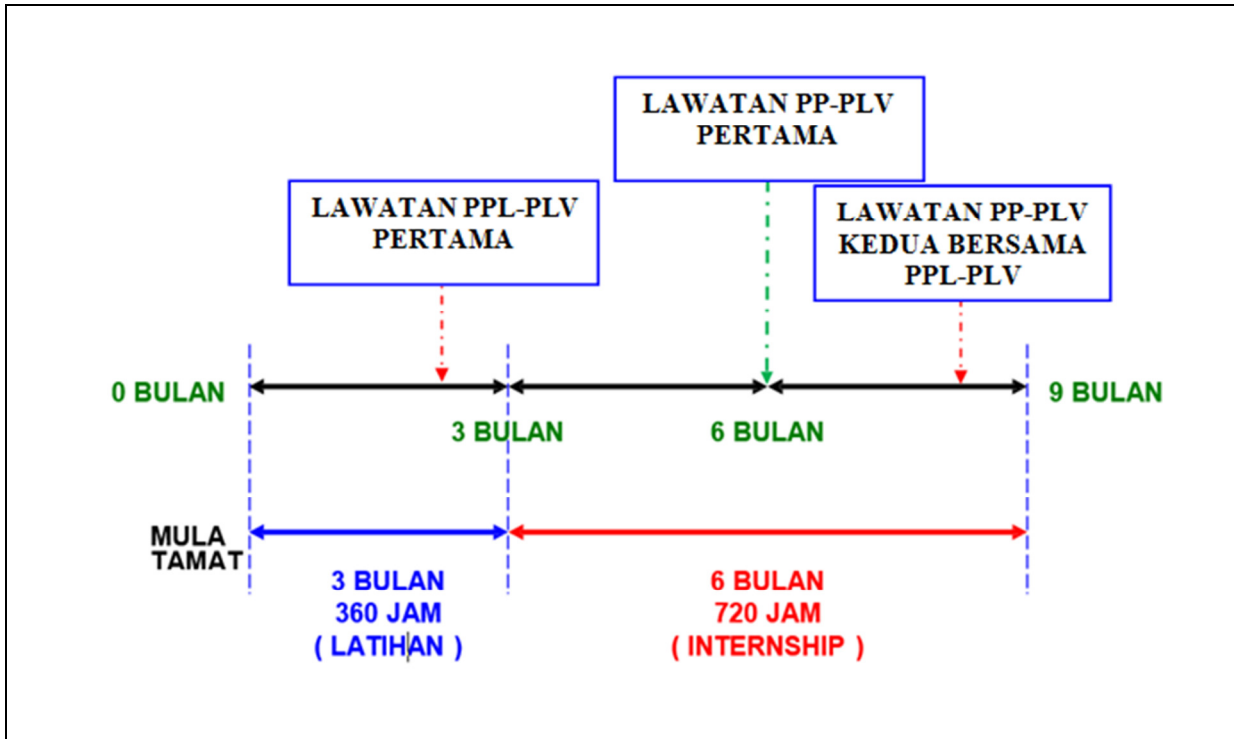 LAWATAN PP-PLV
PERTAMA
LAWATAN PPL-PLV
PERTAMA
LAWATAN PP-PLV
KEDUA BERSAMA
PPL-PLV
0 BULAN
9 BULAN
3 BULAN
6 BULAN
MULA
TAMAT
3 BULAN
360 JAM
( LATIHAN )
6 BULAN
720 JAM
( INTERNSHIP )